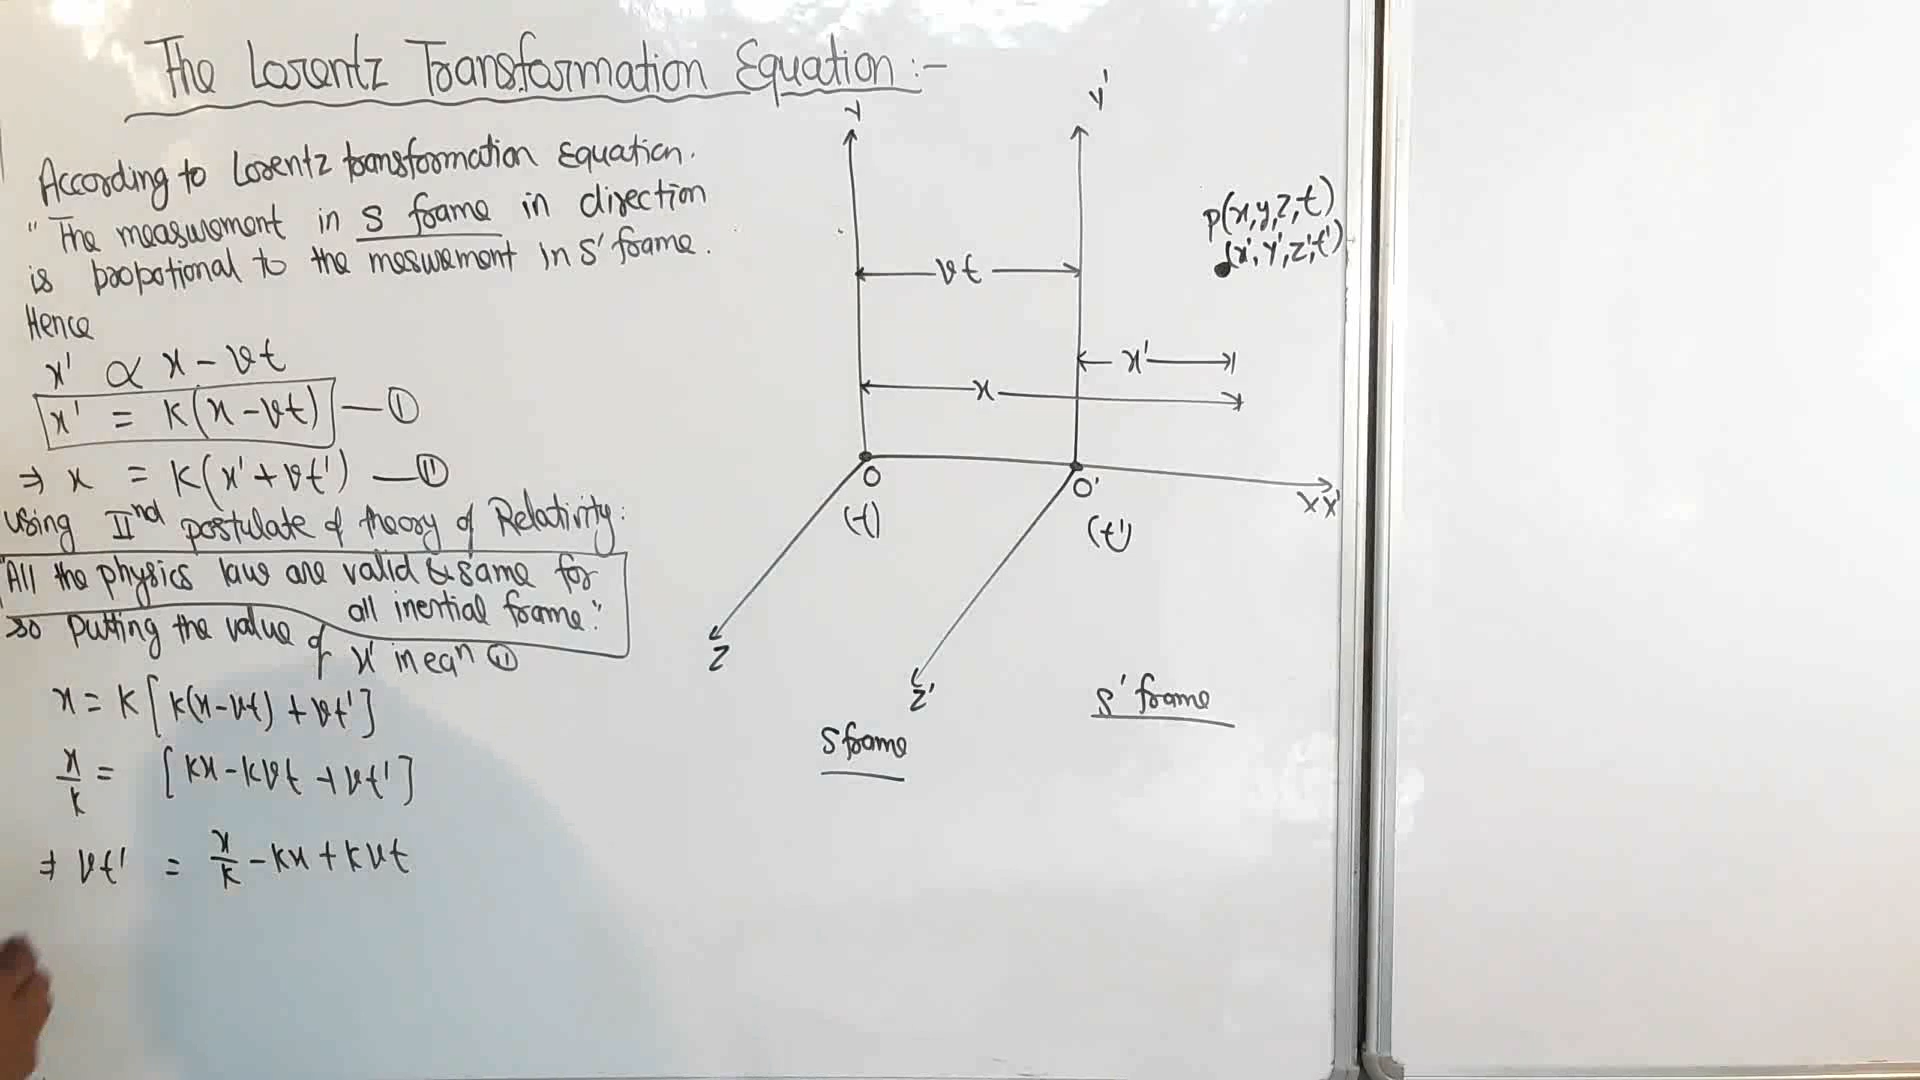 The Lorentz Transformation Equation :-
According to Lorentz transformation Equation.
"The measurement in S frame in direction
is propotional to the meswement in S' frame.
Hence
x' ∝ x - vt
x' = K(x - vt) — ①
⇒ x = K(x' + vt') — ⑪
using IInd postulate of theory of Relativity:
"All the physics laws are valid & same for
all inertial frame."
so putting the value of x' in eqn ⑪
x = K[K(x-vt) + vt']
x/k = [Kx - Kvt + vt']
⇒ vt' = x/k - Kx + Kvt
Y
Y'
P(x,y,z,t)
(x',y',z',t')
vt
x'
x
O
O'
X X'
(t)
(t')
Z
Z'
S frame
S' frame